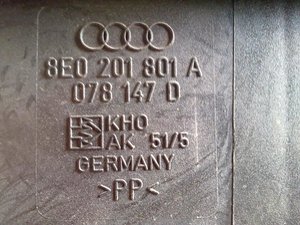 8E0 201 801 A
078 147 D
KHO
AK 51/5
GERMANY
>PP<